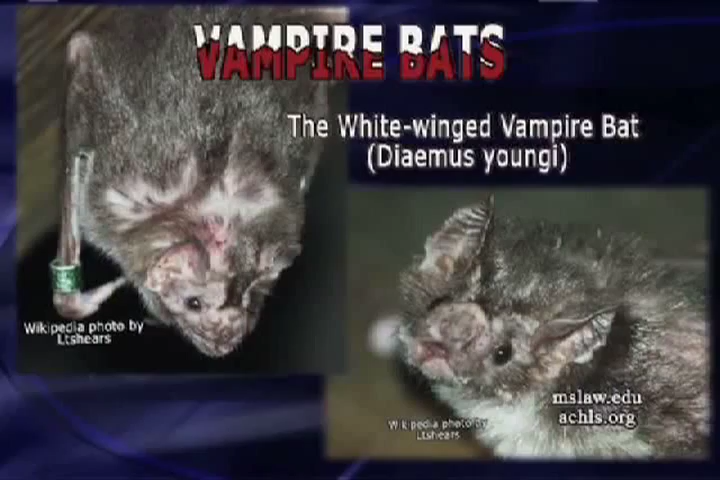 VAMPIRE BATS
The White-winged Vampire Bat
(Diaemus youngi)
Wikipedia photo by
Ltshears
mslaw.edu
achls.org
Wikipedia photo by
Ltshears